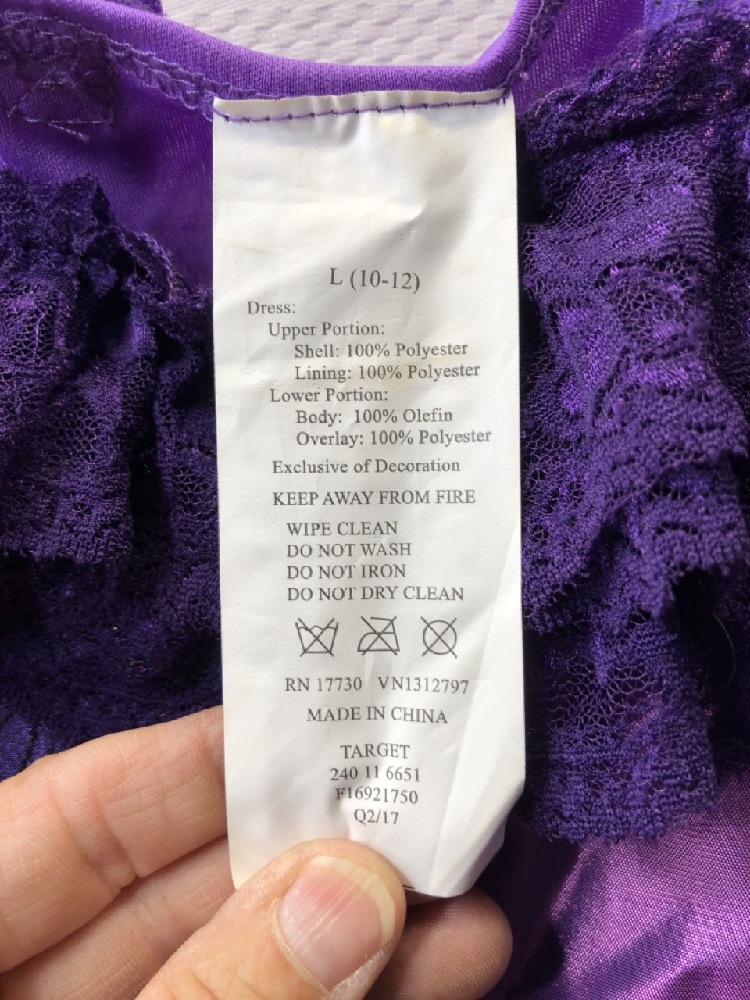 L (10-12)
Dress:
Upper Portion:
Shell: 100% Polyester
Lining: 100% Polyester
Lower Portion:
Body: 100% Olefin
Overlay: 100% Polyester
Exclusive of Decoration
KEEP AWAY FROM FIRE
WIPE CLEAN
DO NOT WASH
DO NOT IRON
DO NOT DRY CLEAN
RN 17730 VN1312797
MADE IN CHINA
TARGET
240 11 6651
F16921750
Q2/17